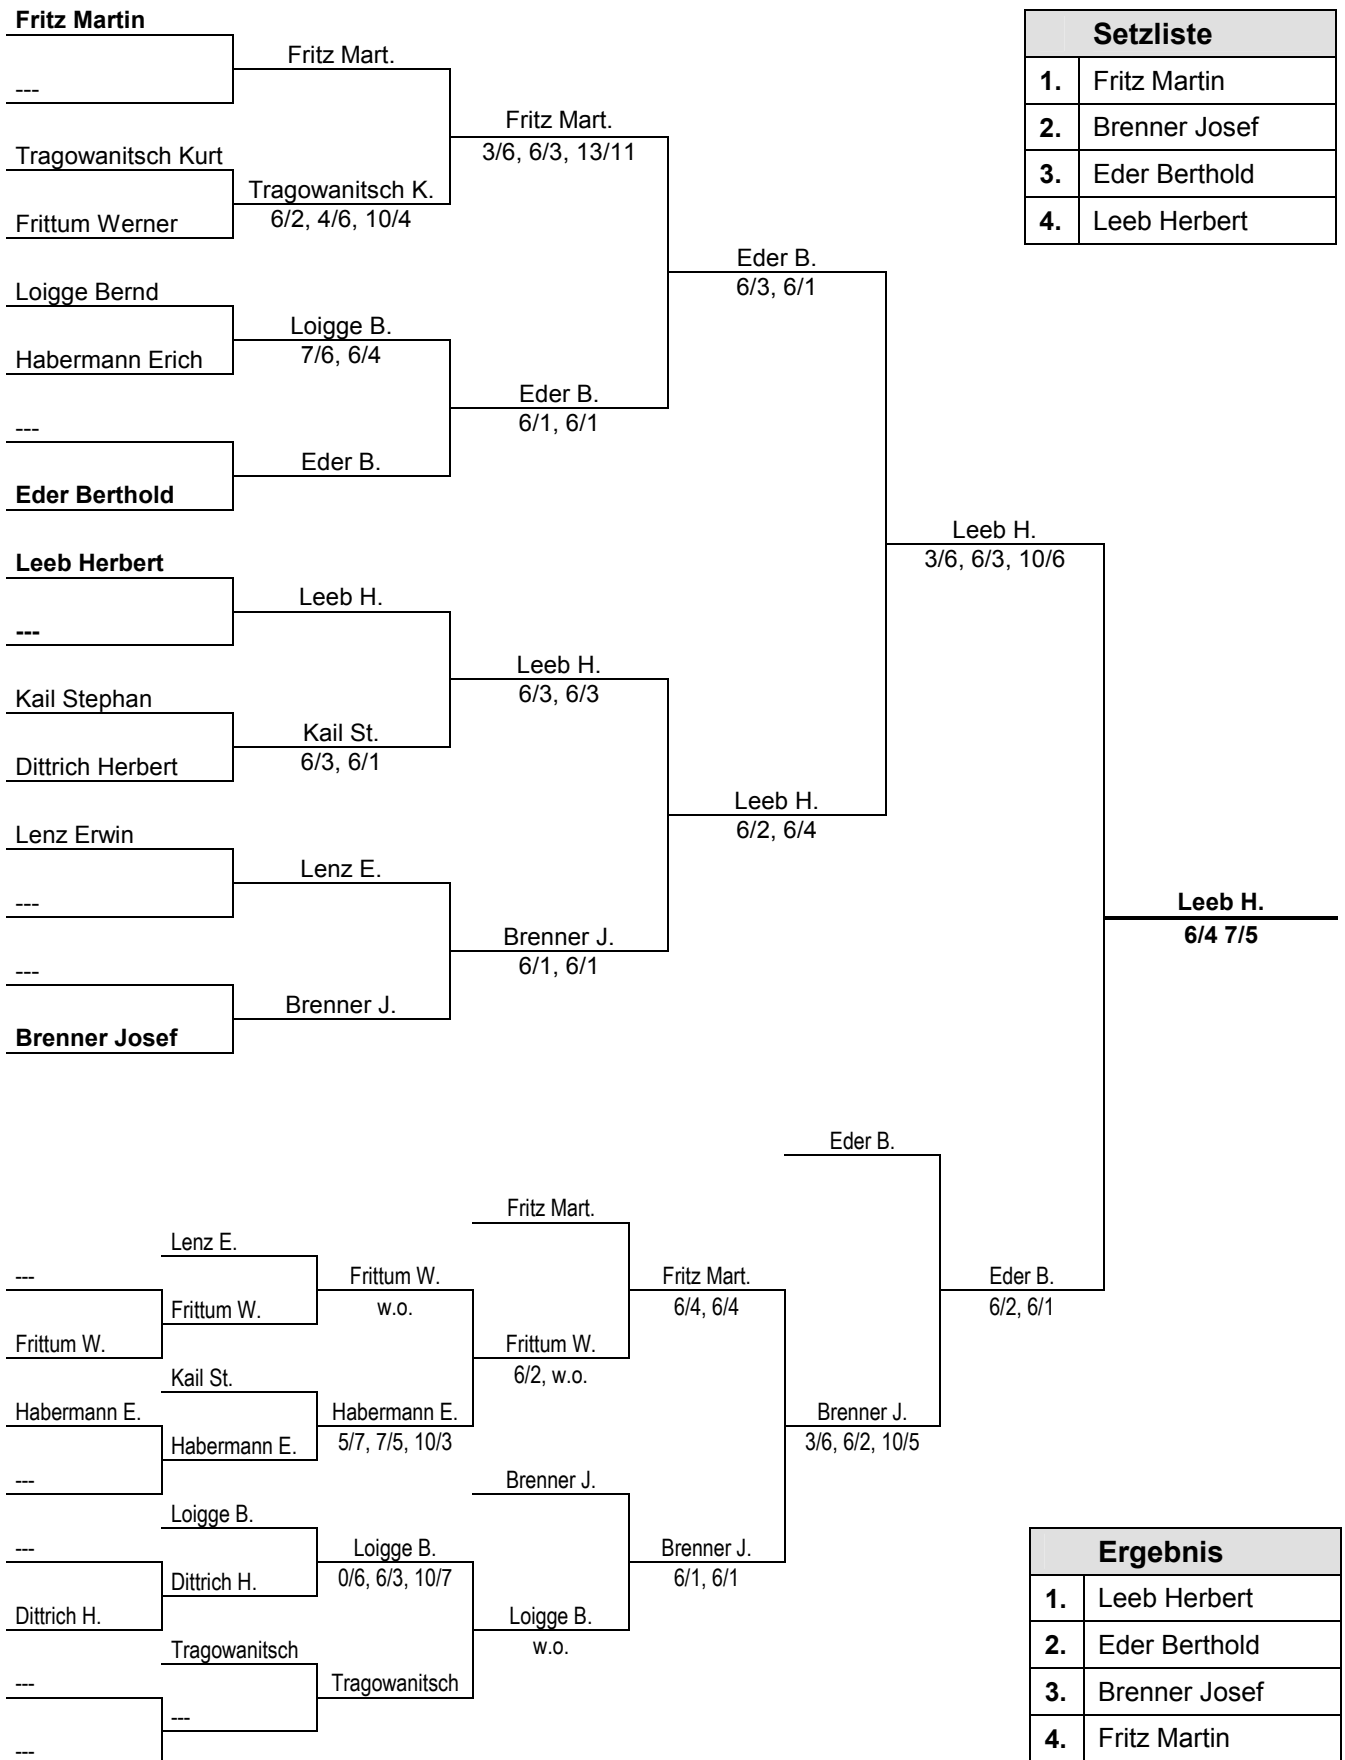 Fritz Martin
Setzliste
Fritz Mart.
---
1. Fritz Martin
Fritz Mart.
3/6, 6/3, 13/11
2. Brenner Josef
Tragowanitsch Kurt
3. Eder Berthold
Tragowanitsch K.
6/2, 4/6, 10/4
Frittum Werner
4. Leeb Herbert
Eder B.
6/3, 6/1
Loigge Bernd
Loigge B.
7/6, 6/4
Habermann Erich
Eder B.
6/1, 6/1
---
Eder B.
Eder Berthold
Leeb H.
3/6, 6/3, 10/6
Leeb Herbert
Leeb H.
---
Leeb H.
6/3, 6/3
Kail Stephan
Kail St.
6/3, 6/1
Dittrich Herbert
Leeb H.
6/2, 6/4
Lenz Erwin
Lenz E.
---
Leeb H.
6/4 7/5
Brenner J.
6/1, 6/1
---
Brenner J.
Brenner Josef
Eder B.
Fritz Mart.
Lenz E.
---
Frittum W.
w.o.
Fritz Mart.
6/4, 6/4
Eder B.
6/2, 6/1
Frittum W.
Frittum W.
Frittum W.
6/2, w.o.
Kail St.
Habermann E.
Habermann E.
5/7, 7/5, 10/3
Brenner J.
3/6, 6/2, 10/5
Habermann E.
---
Brenner J.
Loigge B.
---
Loigge B.
0/6, 6/3, 10/7
Brenner J.
6/1, 6/1
Ergebnis
Dittrich H.
1. Leeb Herbert
Dittrich H.
Loigge B.
w.o.
Tragowanitsch
2. Eder Berthold
---
Tragowanitsch
3. Brenner Josef
---
4. Fritz Martin
---